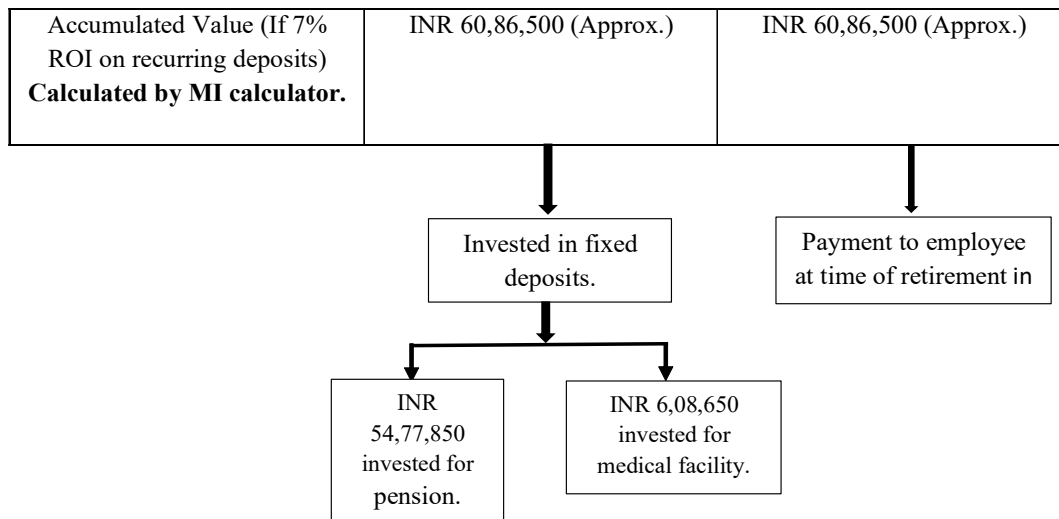 Accumulated Value (If 7%
ROI on recurring deposits)
Calculated by MI calculator.
INR 60,86,500 (Approx.)
INR 60,86,500 (Approx.)
Invested in fixed
deposits.
Payment to employee
at time of retirement in
INR
54,77,850
invested for
pension.
INR 6,08,650
invested for
medical facility.